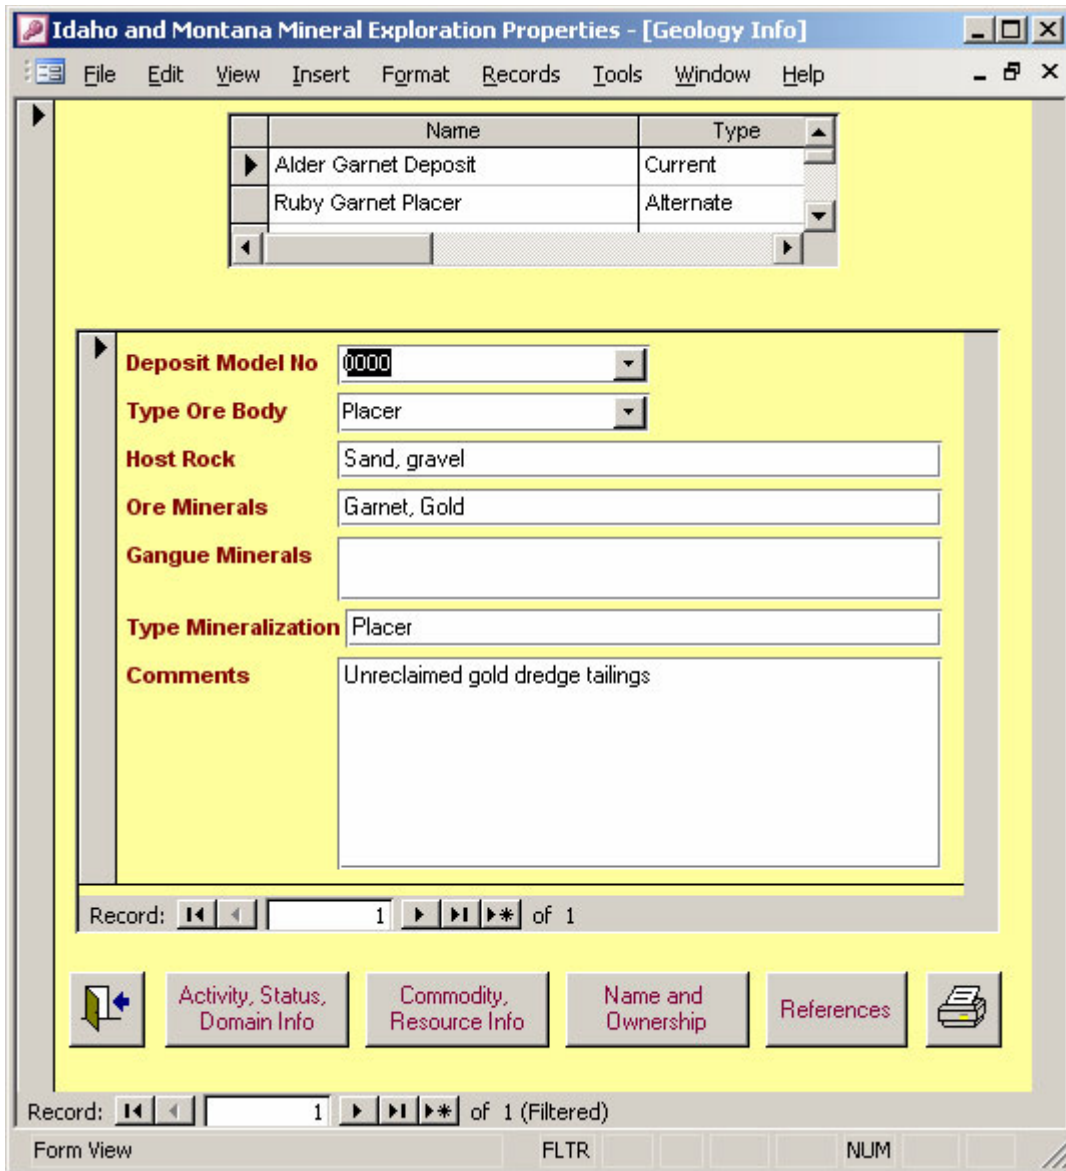 Idaho and Montana Mineral Exploration Properties - [Geology Info]
File Edit View Insert Format Records Tools Window Help
Name Type
Alder Garnet Deposit Current
Ruby Garnet Placer Alternate
Deposit Model No 0000
Type Ore Body Placer
Host Rock Sand, gravel
Ore Minerals Garnet, Gold
Gangue Minerals
Type Mineralization Placer
Comments Unreclaimed gold dredge tailings
Record: 1 of 1
Activity, Status,
Domain Info
Commodity,
Resource Info
Name and
Ownership
References
Record: 1 of 1 (Filtered)
Form View FLTR NUM